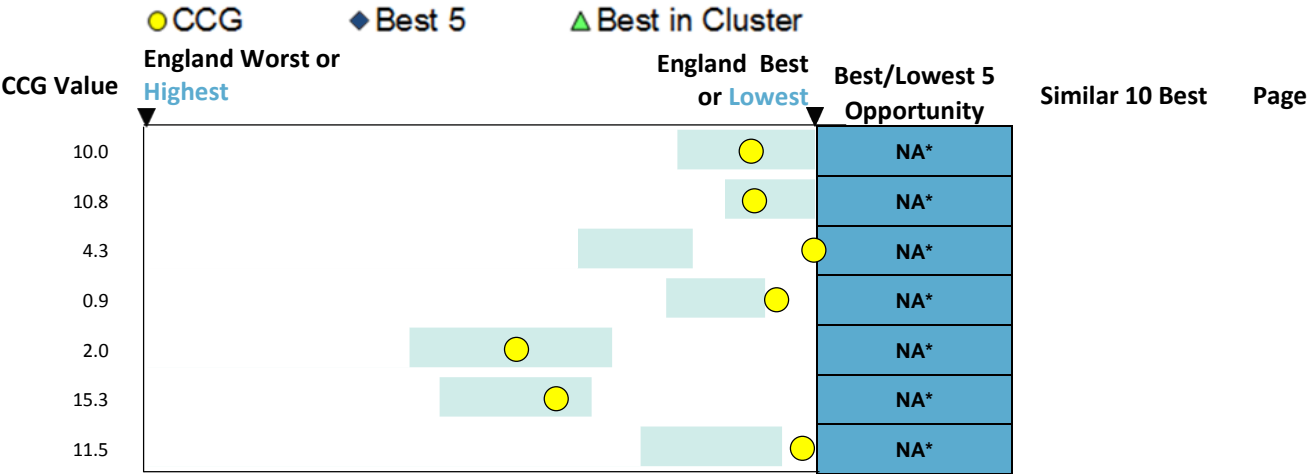 CCG Best 5 Best in Cluster
CCG Value England Worst or Highest England Best or Lowest Best/Lowest 5 Opportunity Similar 10 Best Page
10.0 NA*
10.8 NA*
4.3 NA*
0.9 NA*
2.0 NA*
15.3 NA*
11.5 NA*